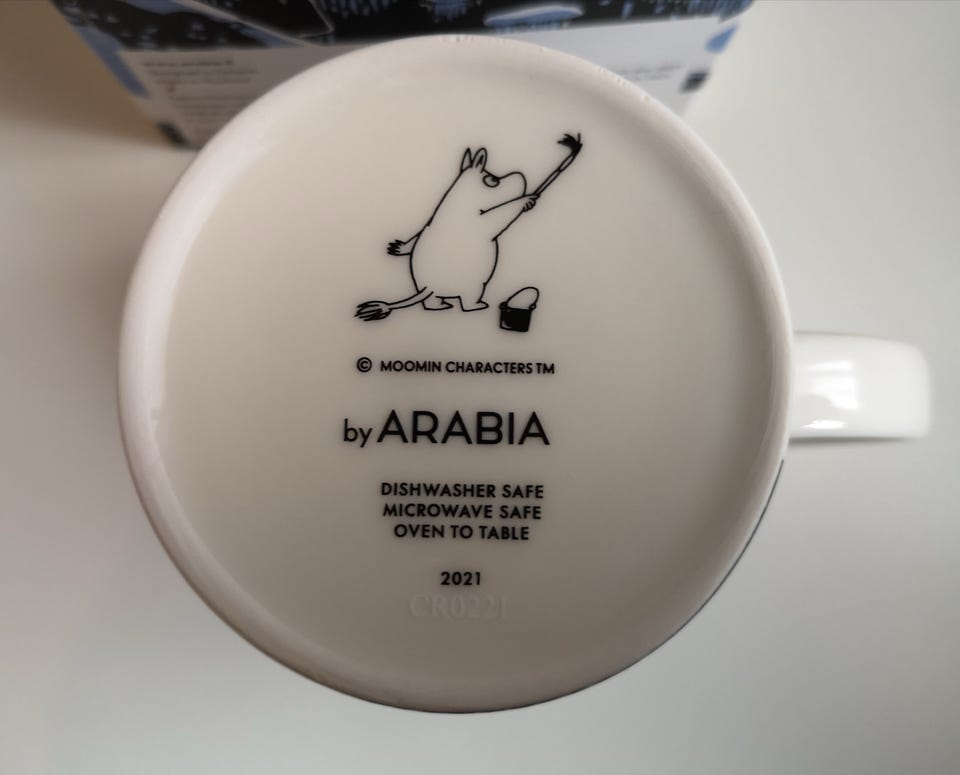 © MOOMIN CHARACTERS TM
by ARABIA
DISHWASHER SAFE
MICROWAVE SAFE
OVEN TO TABLE
2021
CR0221